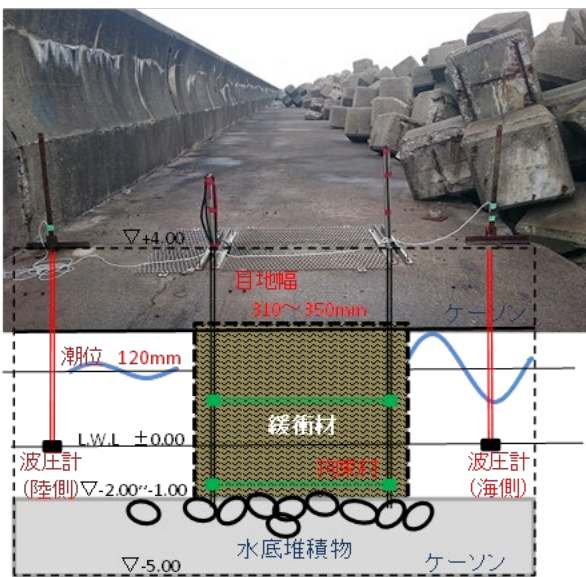 ▽+4.00
目地幅
310～350mm
ケーソン
潮位 120mm
緩衝材
L.W.L ±0.00
波圧計
(陸側)
波圧計
(海側)
▽-2.00~-1.00
水底堆積物
▽-5.00
ケーソン